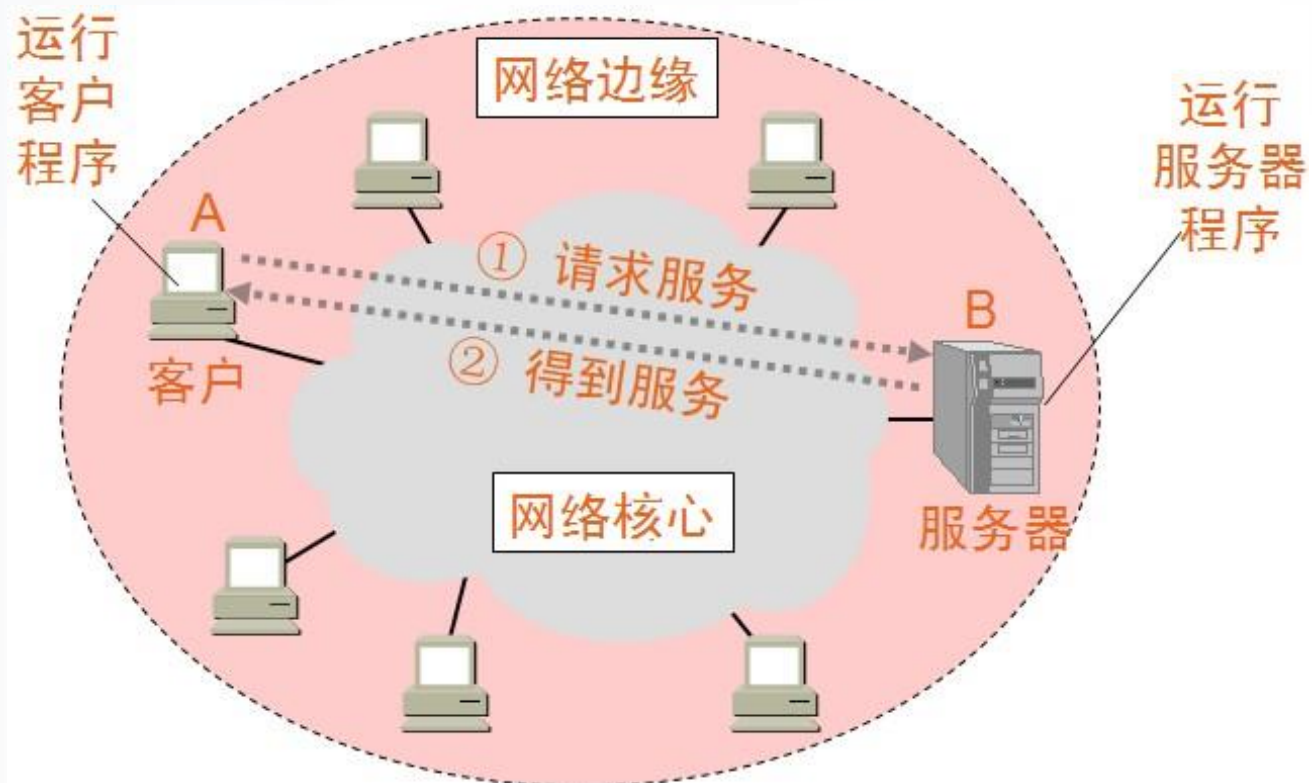 运行
客户
程序
网络边缘
运行
服务器
程序
A
① 请求服务
B
② 得到服务
客户
网络核心
服务器